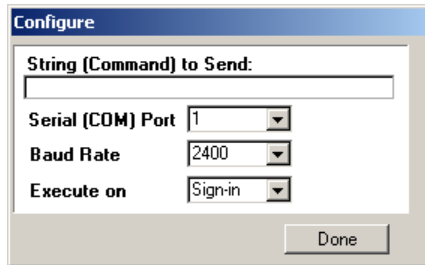 Configure
String (Command) to Send:
Serial (COM) Port 1
Baud Rate 2400
Execute on Sign-in
Done